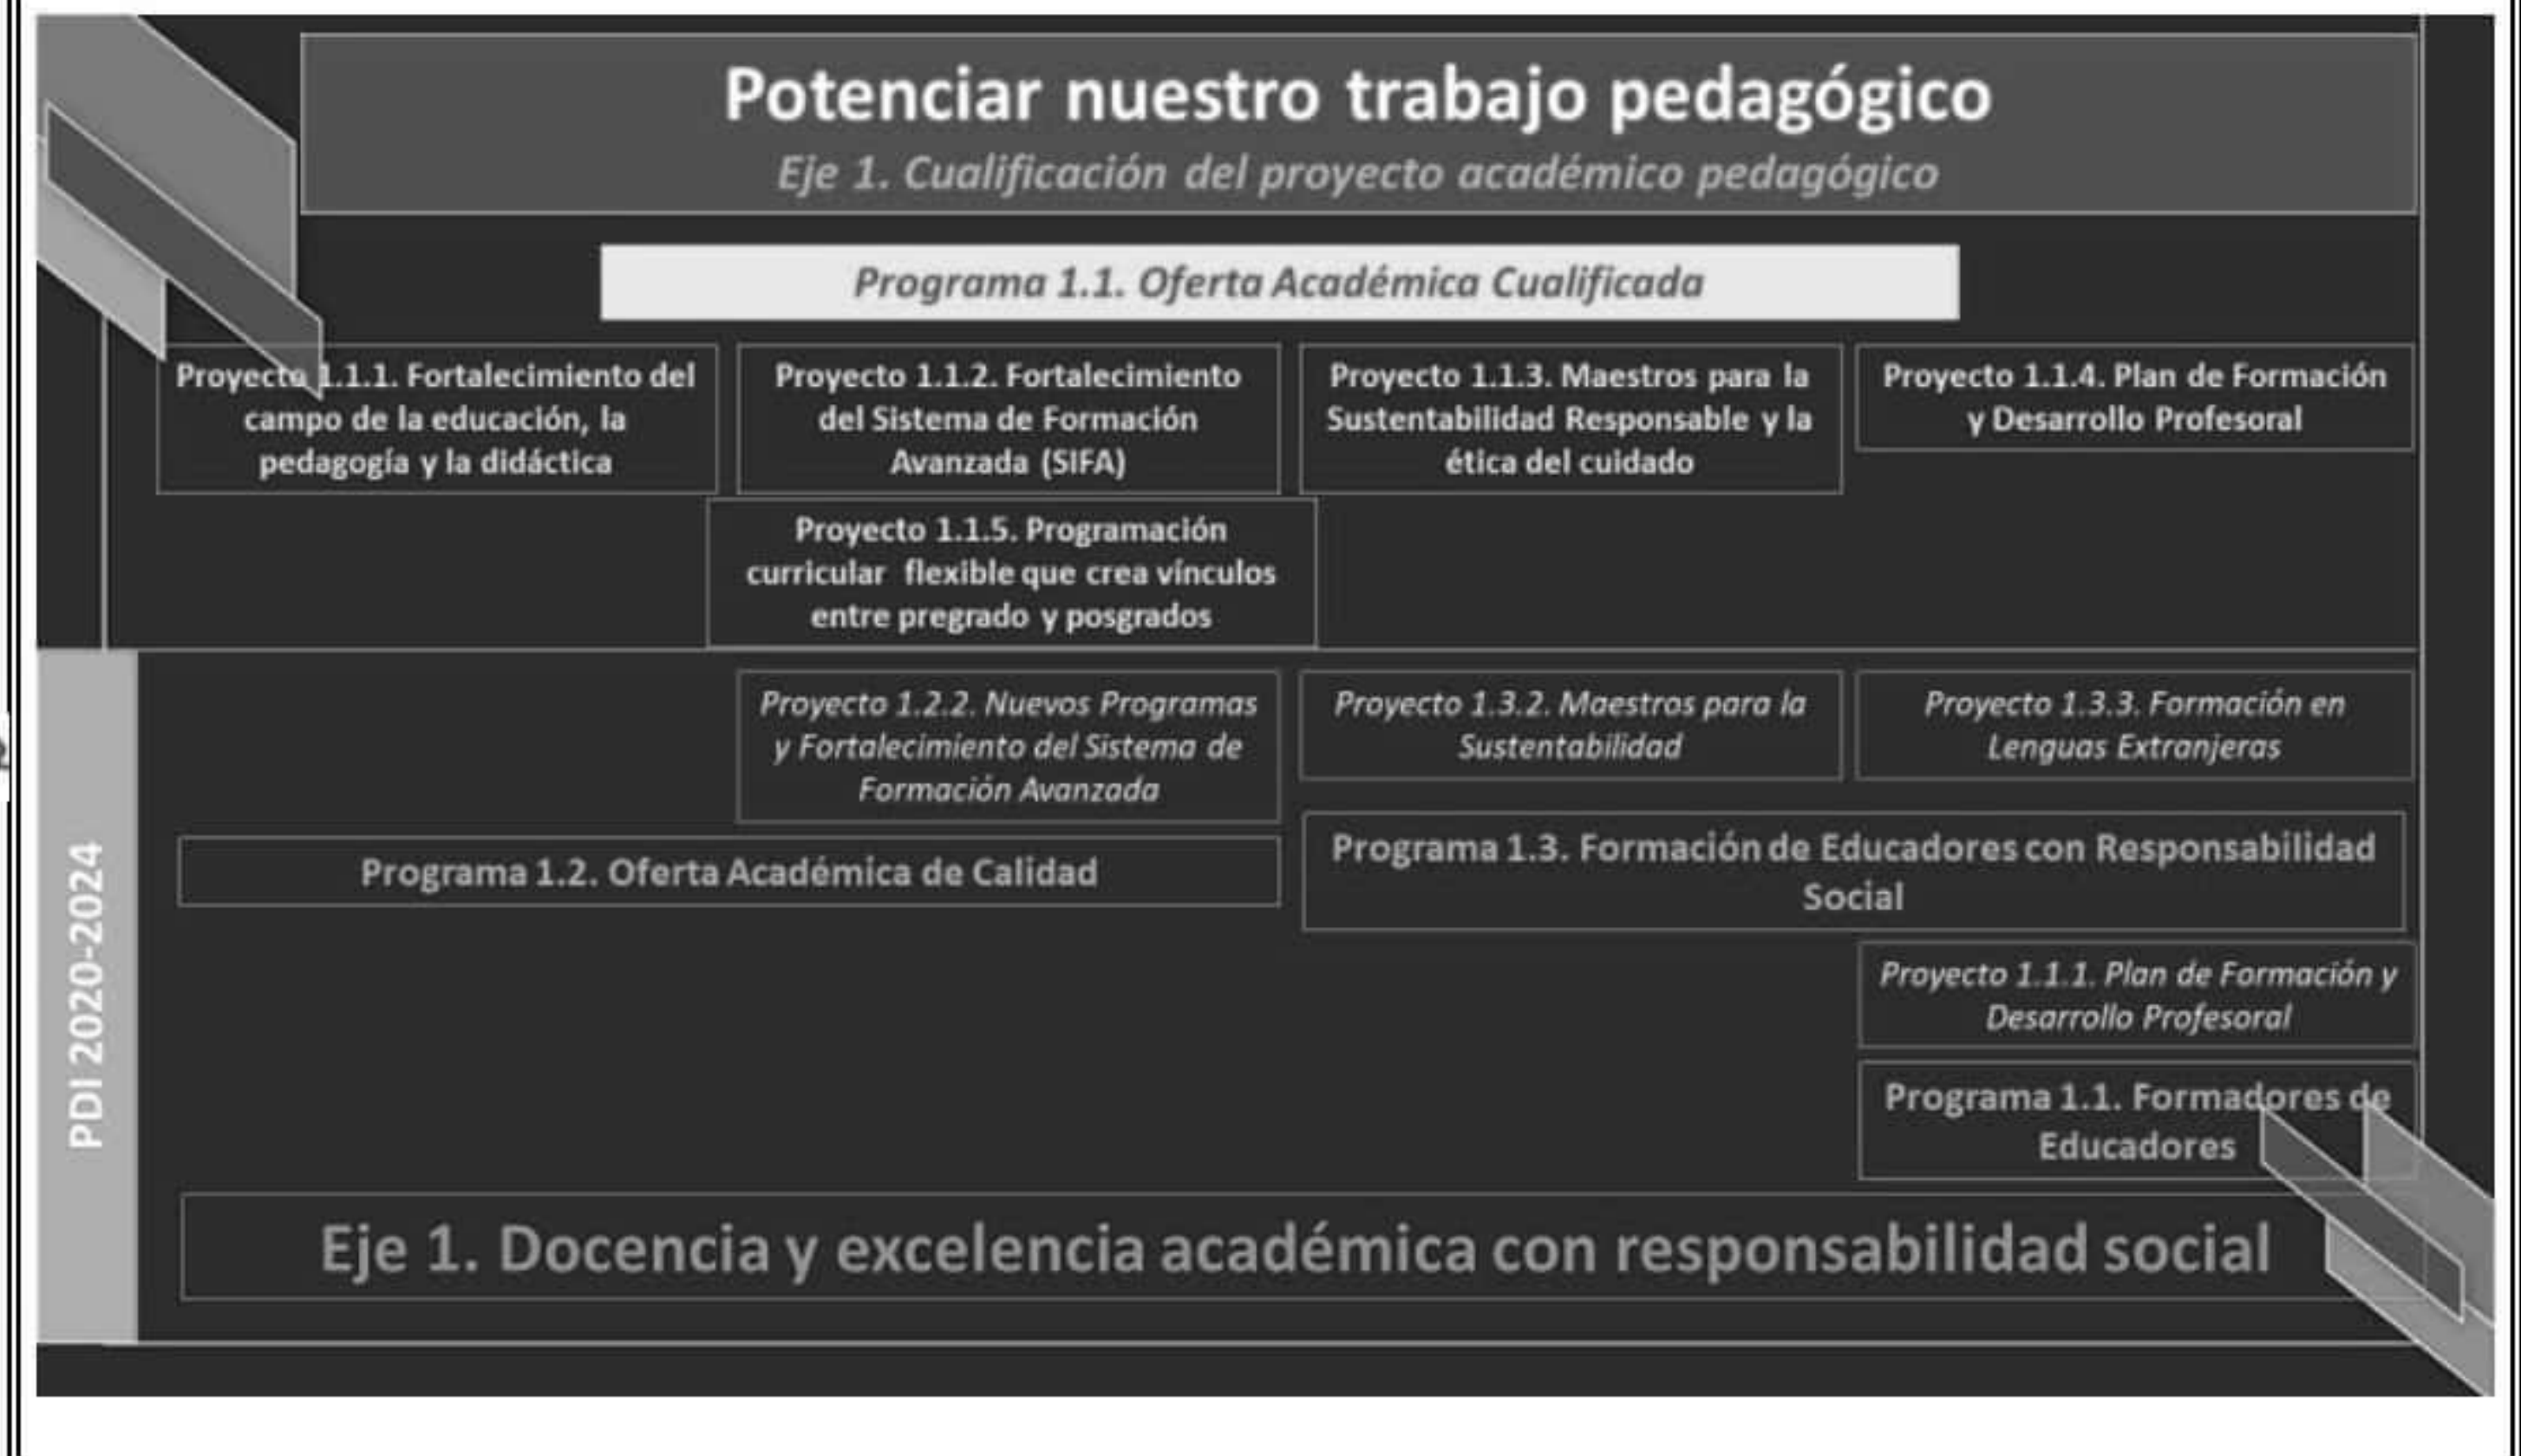 Potenciar nuestro trabajo pedagógico
Eje 1. Cualificación del proyecto académico pedagógico
Programa 1.1. Oferta Académica Cualificada
Proyecto 1.1.1. Fortalecimiento del
campo de la educación, la
pedagogía y la didáctica
Proyecto 1.1.2. Fortalecimiento
del Sistema de Formación
Avanzada (SIFA)
Proyecto 1.1.3. Maestros para la
Sustentabilidad Responsable y la
ética del cuidado
Proyecto 1.1.4. Plan de Formación
y Desarrollo Profesoral
Proyecto 1.1.5. Programación
curricular flexible que crea vínculos
entre pregrado y posgrados
PDI 2020-2024
Proyecto 1.2.2. Nuevos Programas
y Fortalecimiento del Sistema de
Formación Avanzada
Proyecto 1.3.2. Maestros para la
Sustentabilidad
Proyecto 1.3.3. Formación en
Lenguas Extranjeras
Programa 1.2. Oferta Académica de Calidad
Programa 1.3. Formación de Educadores con Responsabilidad
Social
Proyecto 1.1.1. Plan de Formación y
Desarrollo Profesoral
Programa 1.1. Formadores de
Educadores
Eje 1. Docencia y excelencia académica con responsabilidad social